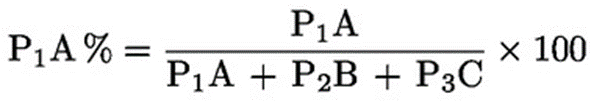 P₁A % = P₁A / (P₁A + P₂B + P₃C) × 100